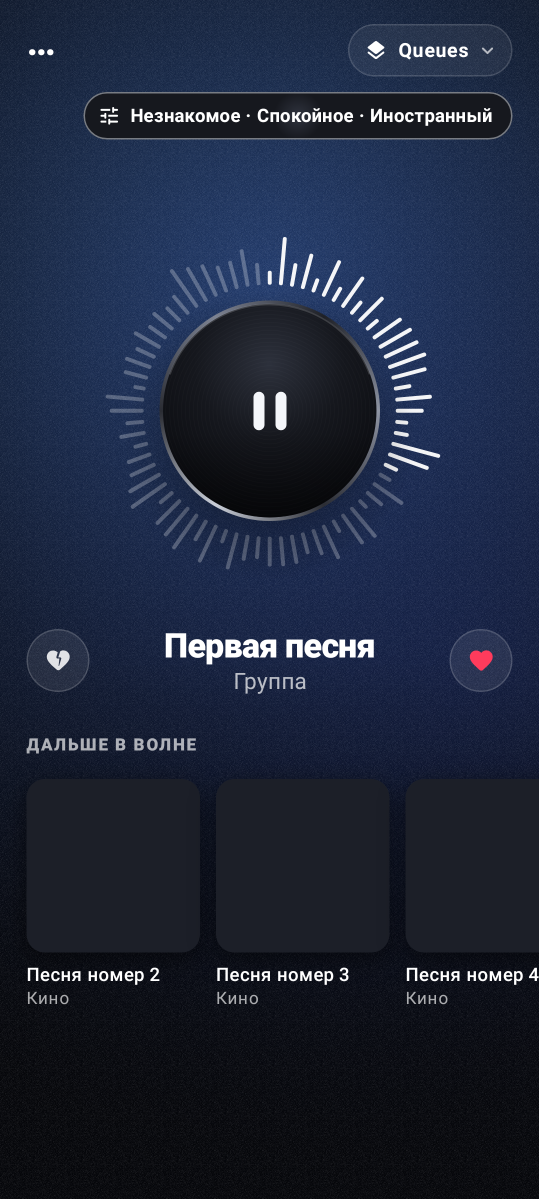 Queues
Незнакомое · Спокойное · Иностранный
Первая песня
Группа
ДАЛЬШЕ В ВОЛНЕ
Песня номер 2
Песня номер 3
Песня номер 4
Кино
Кино
Кино